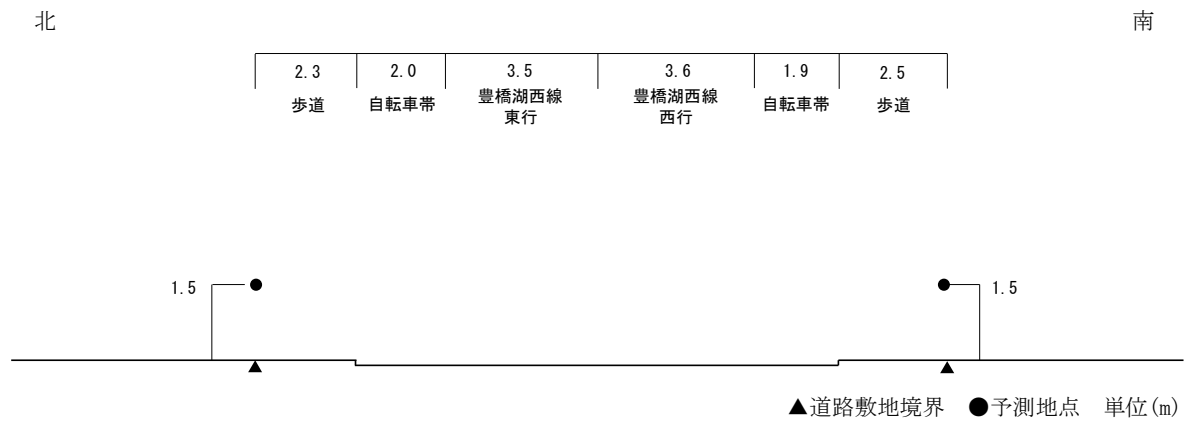 北
南
2.3
2.0
3.5
3.6
1.9
2.5
歩道
自転車帯
豊橋湖西線
東行
豊橋湖西線
西行
自転車帯
歩道
1.5
1.5
▲道路敷地境界 ●予測地点 単位(m)